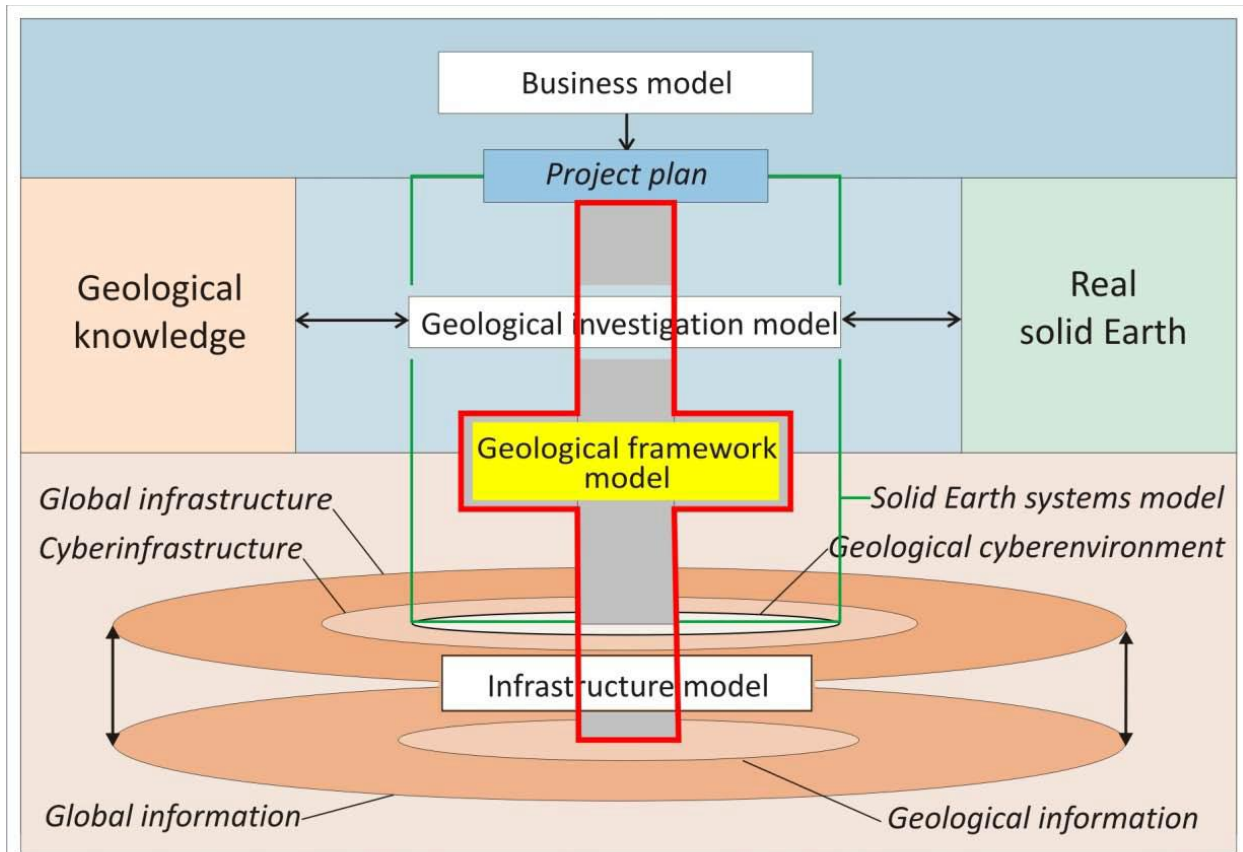 Business model
Project plan
Geological
knowledge
Geological investigation model
Real
solid Earth
Geological framework
model
Global infrastructure
Cyberinfrastructure
Solid Earth systems model
Geological cyberenvironment
Infrastructure model
Global information
Geological information